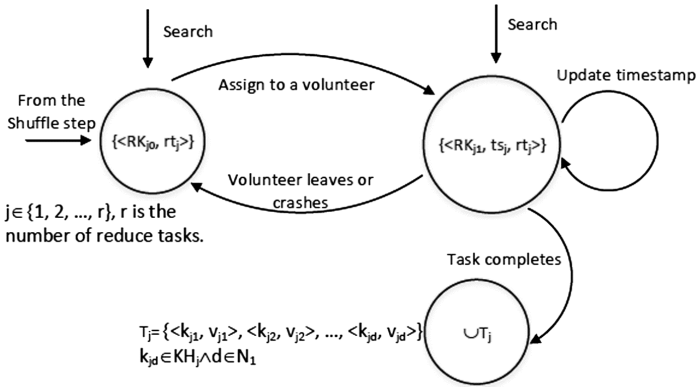 Search
Search
Assign to a volunteer
Update timestamp
From the
Shuffle step
{<RKj0, rtj>}
{<RKj1, tsj, rtj>}
Volunteer leaves or
crashes
j∈{1, 2, ..., r}, r is the
number of reduce tasks.
Task completes
Tj={<kj1, vj1>, <kj2, vj2>, ..., <kjd, vjd>}
kjd∈KHj∧d∈N1
∪Tj